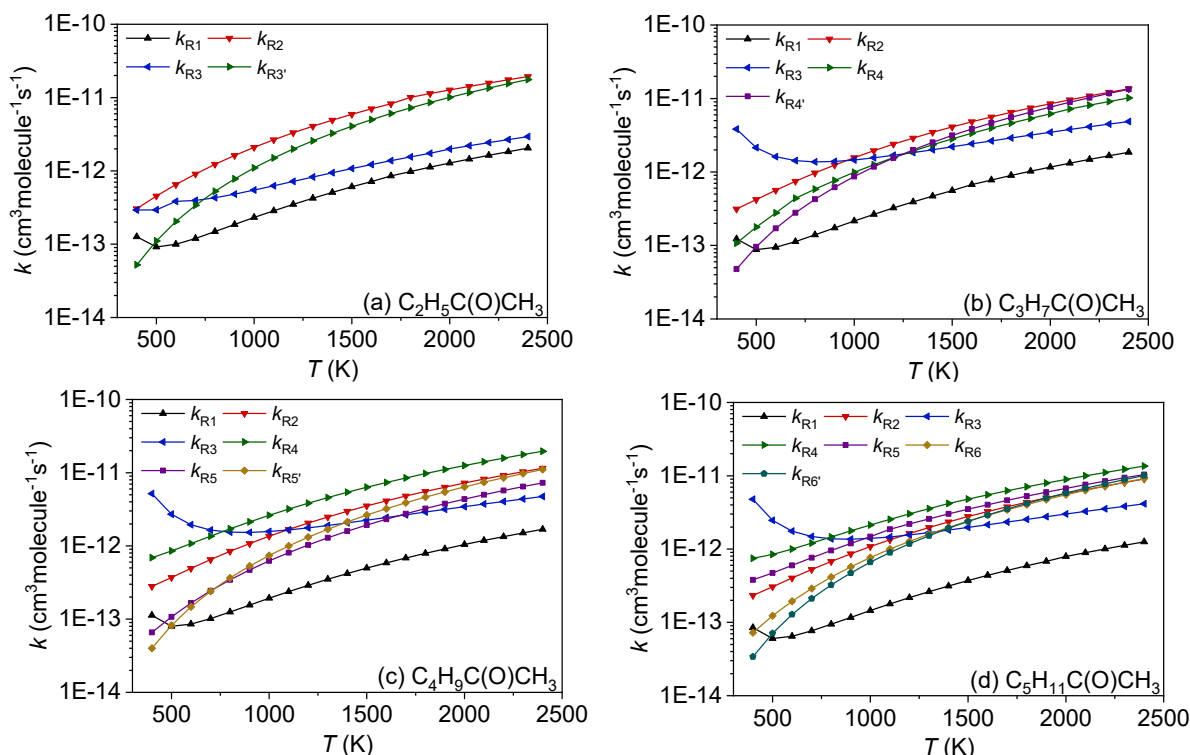 1E-10
1E-11
1E-12
1E-13
1E-14
k (cm3molecule-1s-1)
kR1 kR2
kR3 kR3'
(a) C2H5C(O)CH3
500 1000 1500 2000 2500
T (K)
1E-10
1E-11
1E-12
1E-13
1E-14
k (cm3molecule-1s-1)
kR1 kR2
kR3 kR4
kR4'
(b) C3H7C(O)CH3
500 1000 1500 2000 2500
T (K)
1E-10
1E-11
1E-12
1E-13
1E-14
k (cm3molecule-1s-1)
kR1 kR2
kR3 kR4
kR5 kR5'
(c) C4H9C(O)CH3
500 1000 1500 2000 2500
T (K)
1E-10
1E-11
1E-12
1E-13
1E-14
k (cm3molecule-1s-1)
kR1 kR2 kR3
kR4 kR5 kR6
kR6'
(d) C5H11C(O)CH3
500 1000 1500 2000 2500
T (K)